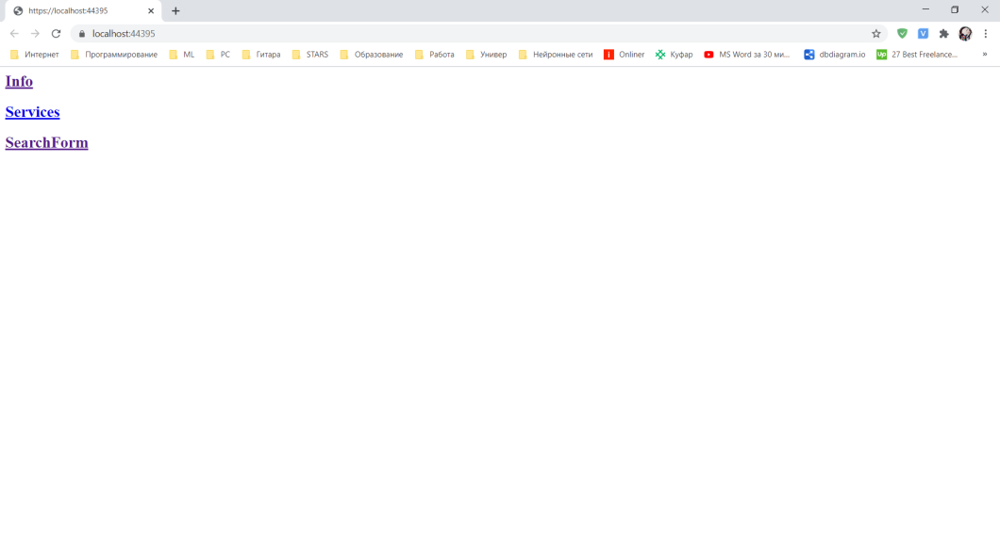 https://localhost:44395
localhost:44395
Интернет Программирование ML PC Гитара STARS Образование Работа Универ Нейронные сети Onliner Куфар MS Word за 30 ми... dbdiagram.io Up 27 Best Freelance... »
Info
Services
SearchForm